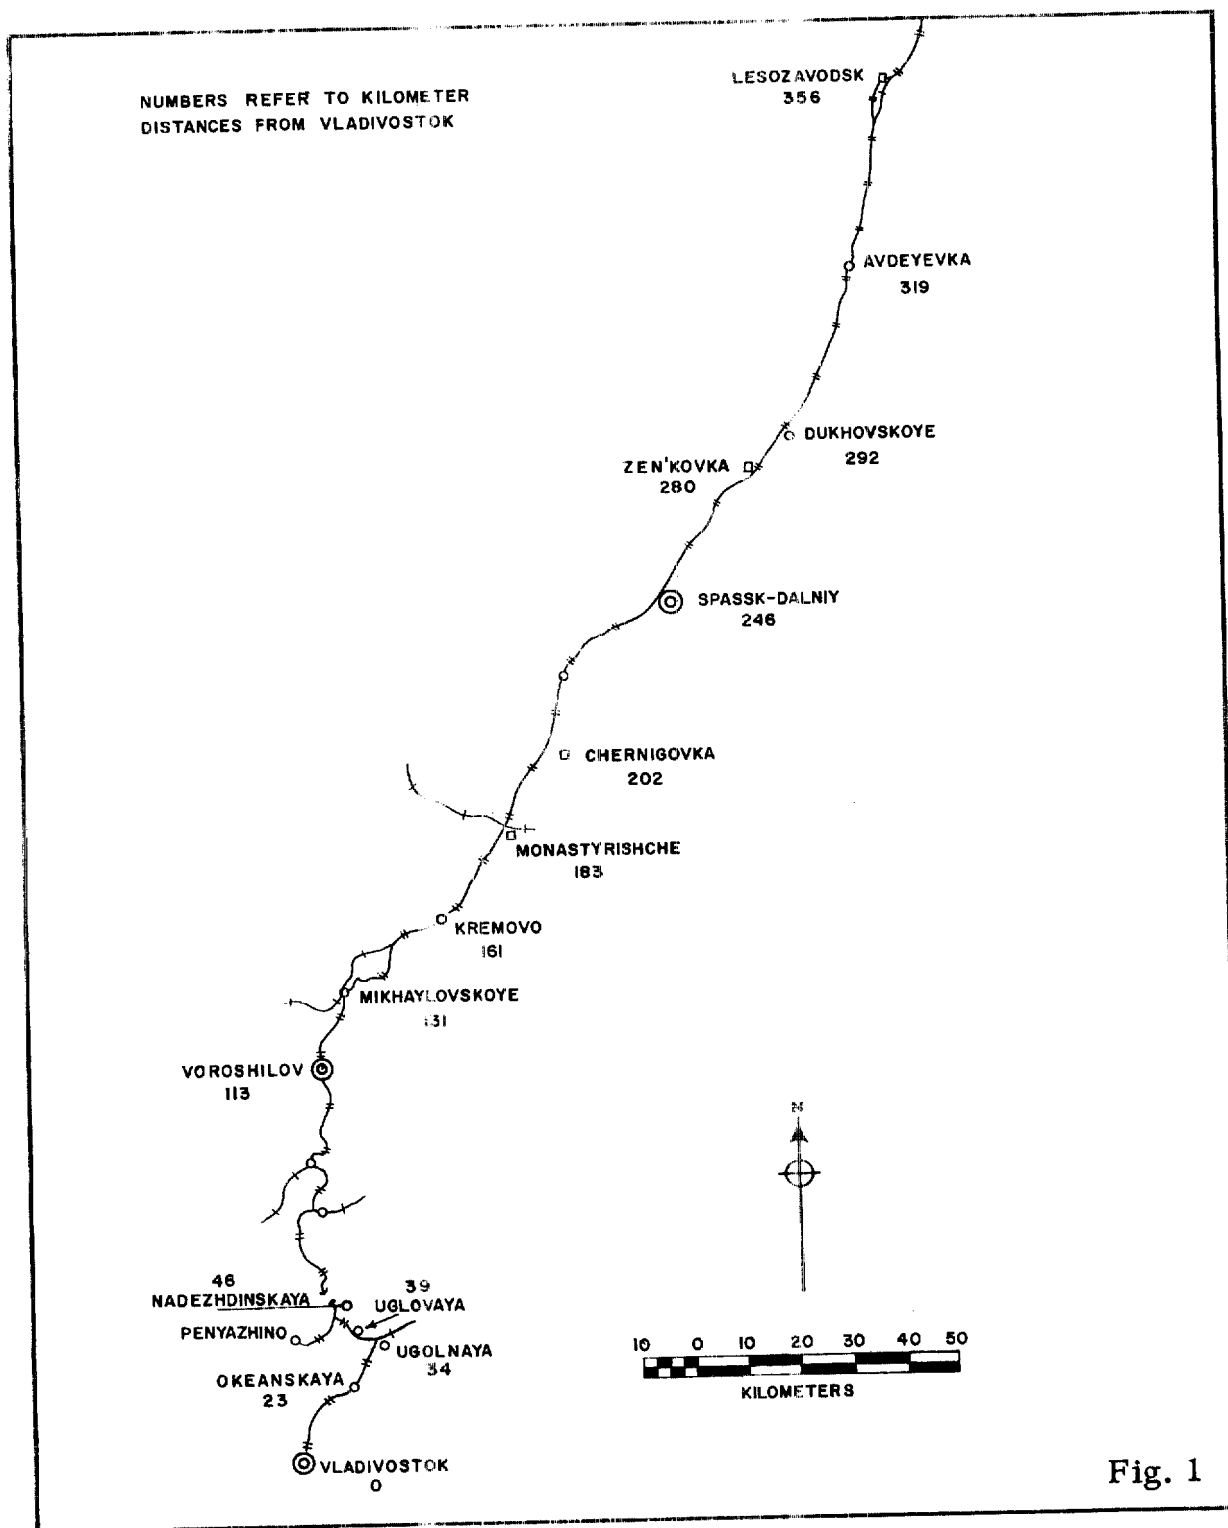 NUMBERS REFER TO KILOMETER
DISTANCES FROM VLADIVOSTOK
LESOZAVODSK
356
AVDEYEVKA
319
DUKHOVSKOYE
292
ZEN'KOVKA
280
SPASSK-DALNIY
246
CHERNIGOVKA
202
MONASTYRISHCHE
183
KREMOVO
161
MIKHAYLOVSKOYE
131
VOROSHILOV
113
N
46
NADEZHDINSKAYA
39
UGLOVAYA
PENYAZHINO
UGOLNAYA
34
OKEANSKAYA
23
10 0 10 20 30 40 50
KILOMETERS
VLADIVOSTOK
0
Fig. 1